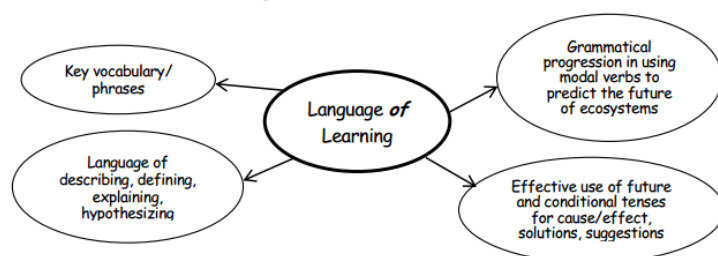 Key vocabulary/
phrases
Language of
Learning
Grammatical
progression in using
modal verbs to
predict the future
of ecosystems
Language of
describing, defining,
explaining,
hypothesizing
Effective use of future
and conditional tenses
for cause/effect,
solutions, suggestions